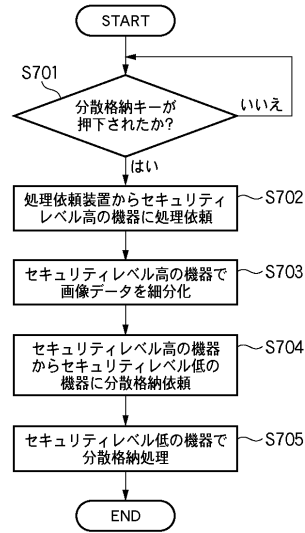 START
S701
分散格納キーが
押下されたか?
いいえ
はい
処理依頼装置からセキュリティ
レベル高の機器に処理依頼
S702
セキュリティレベル高の機器で
画像データを細分化
S703
セキュリティレベル高の機器
からセキュリティレベル低の
機器に分散格納依頼
S704
セキュリティレベル低の機器で
分散格納処理
S705
END